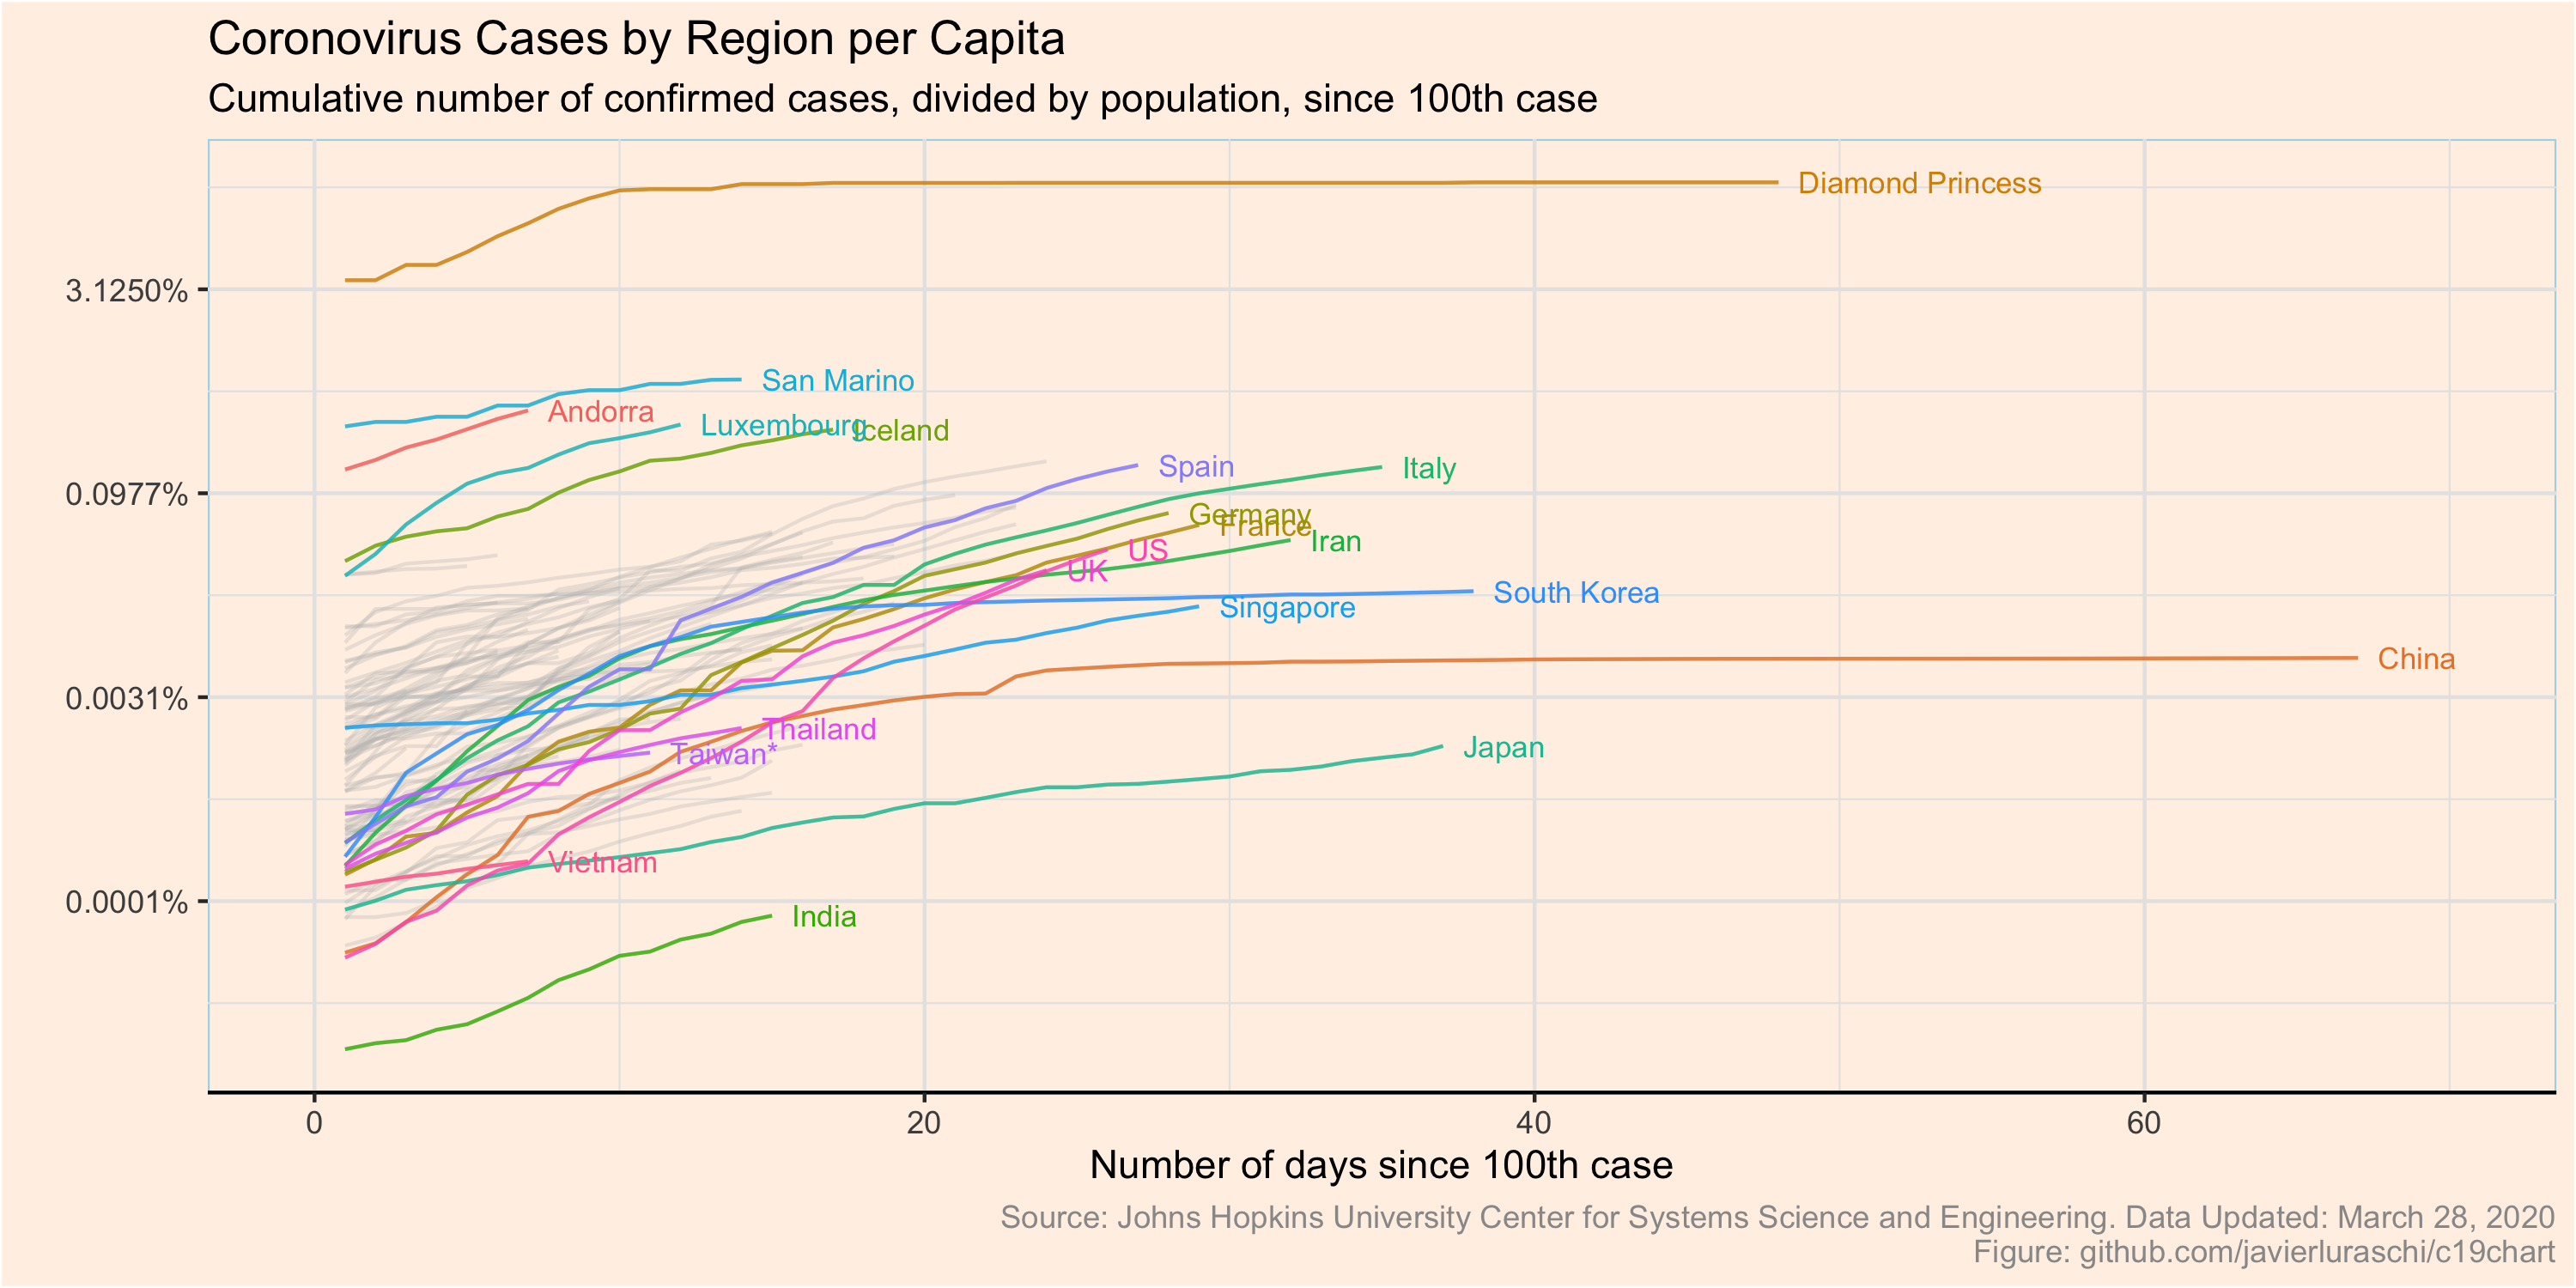 Coronovirus Cases by Region per Capita
Cumulative number of confirmed cases, divided by population, since 100th case
Diamond Princess
3.1250%
San Marino
Andorra
Luxembourg
Iceland
Spain
Italy
0.0977%
Germany
France
Iran
US
UK
South Korea
Singapore
China
0.0031%
Thailand
Taiwan*
Japan
Vietnam
0.0001%
India
0 20 40 60
Number of days since 100th case
Source: Johns Hopkins University Center for Systems Science and Engineering. Data Updated: March 28, 2020
Figure: github.com/javierluraschi/c19chart